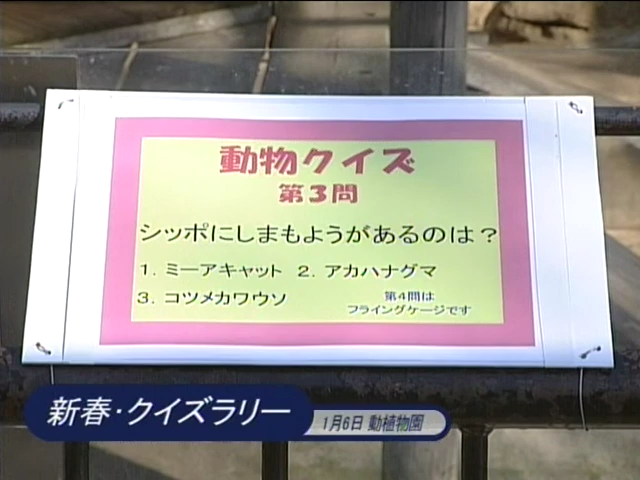 動物クイズ
第3問
シッポにしまもようがあるのは？
1. ミーアキャット 2. アカハナグマ
3. コツメカワウソ
第4問は
フライングケージです
新春・クイズラリー
1月6日 動植物園